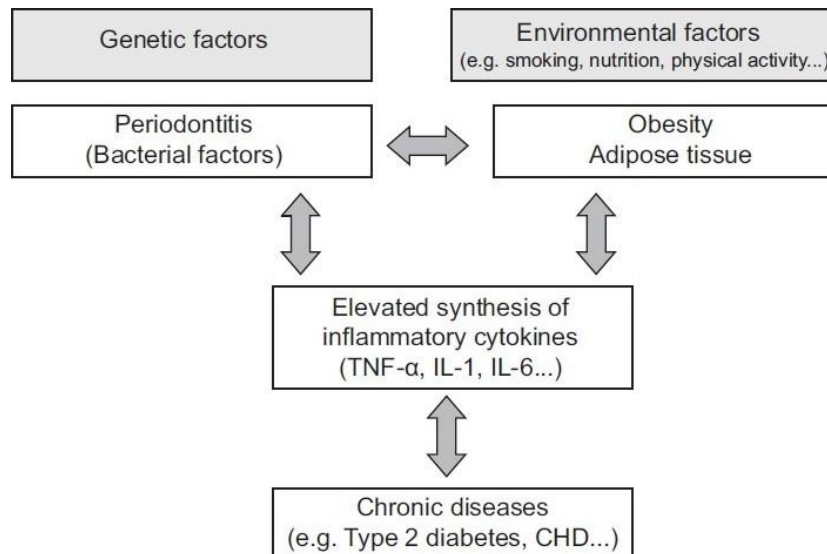 Genetic factors
Environmental factors
(e.g. smoking, nutrition, physical activity...)
Periodontitis
(Bacterial factors)
Obesity
Adipose tissue
Elevated synthesis of
inflammatory cytokines
(TNF-α, IL-1, IL-6...)
Chronic diseases
(e.g. Type 2 diabetes, CHD...)